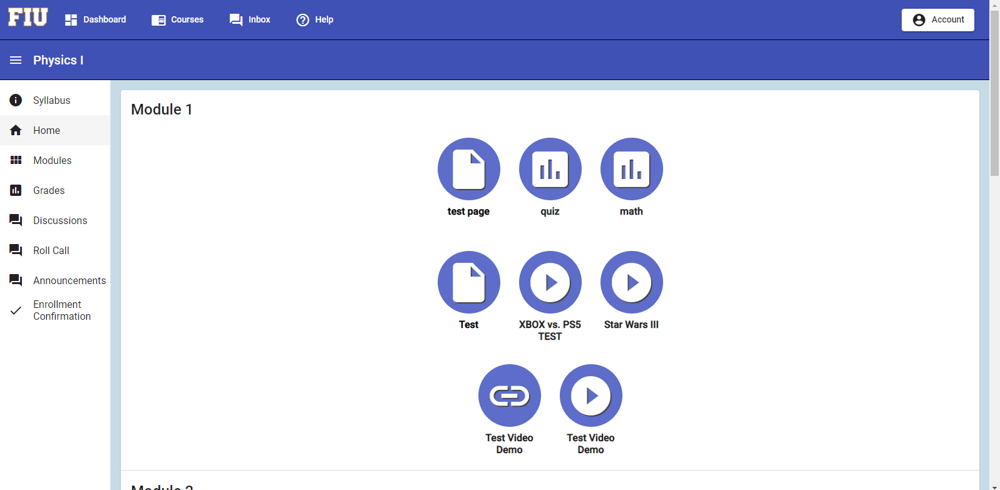 FIU Dashboard Courses Inbox Help Account
Physics I
Syllabus
Home
Modules
Grades
Discussions
Roll Call
Announcements
Enrollment
Confirmation
Module 1
test page quiz math
Test XBOX vs. PS5 Star Wars III
TEST
Test Video Test Video
Demo Demo
Module 2